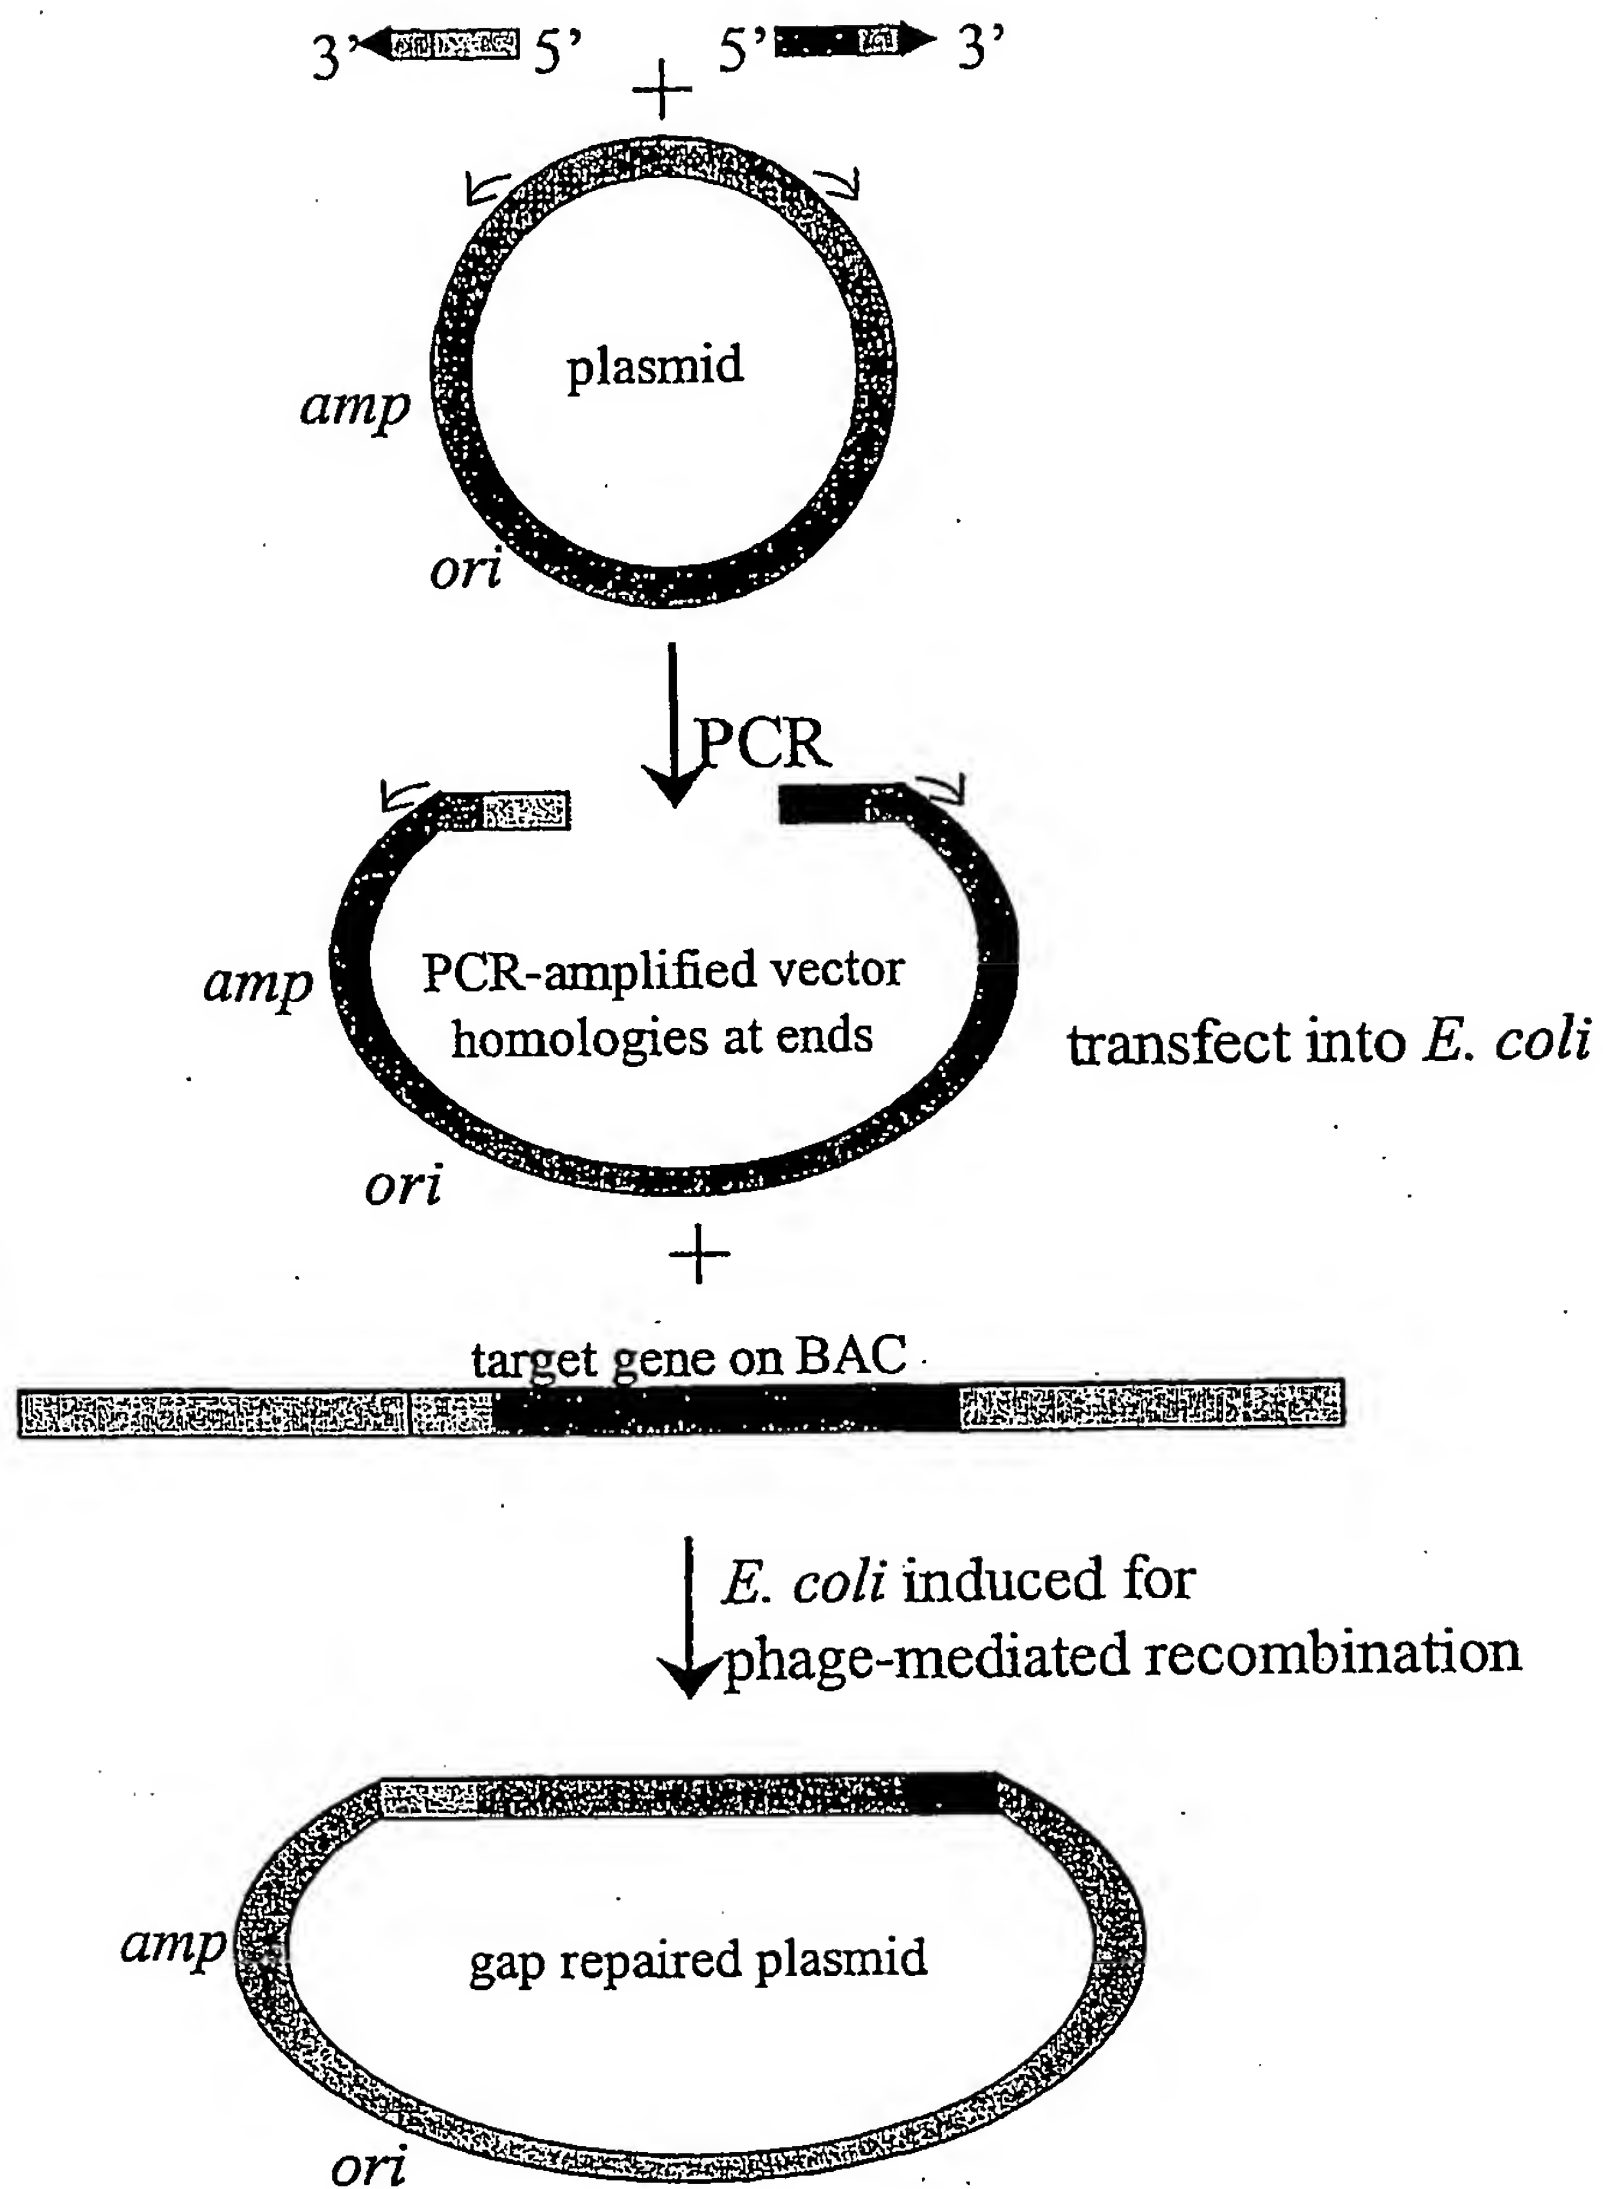 3' 5' 5' 3'
+
plasmid
amp
ori
PCR
amp
PCR-amplified vector
homologies at ends
transfect into E. coli
ori
+
target gene on BAC
E. coli induced for
phage-mediated recombination
amp
gap repaired plasmid
ori